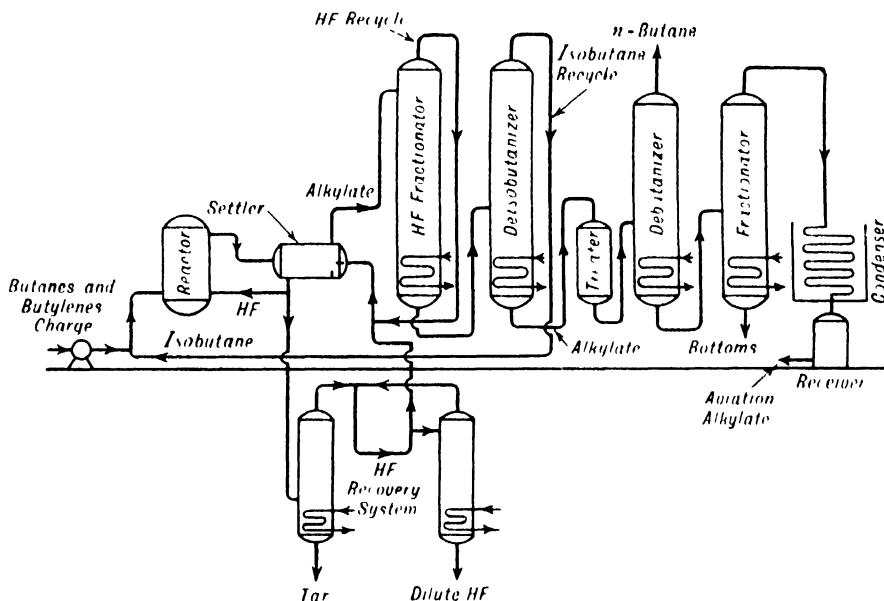 HF Recycle
n-Butane
Isobutane
Recycle
HF Fractionator
Deisobutanizer
Debutanizer
Fractionator
Alkylate
Settler
Reactor
Treater
Condenser
Butanes and
Butylenes
Charge
HF
Isobutane
Alkylate
Bottoms
Receiver
Aviation
Alkylate
HF
Recovery
System
Tar
Dilute HF